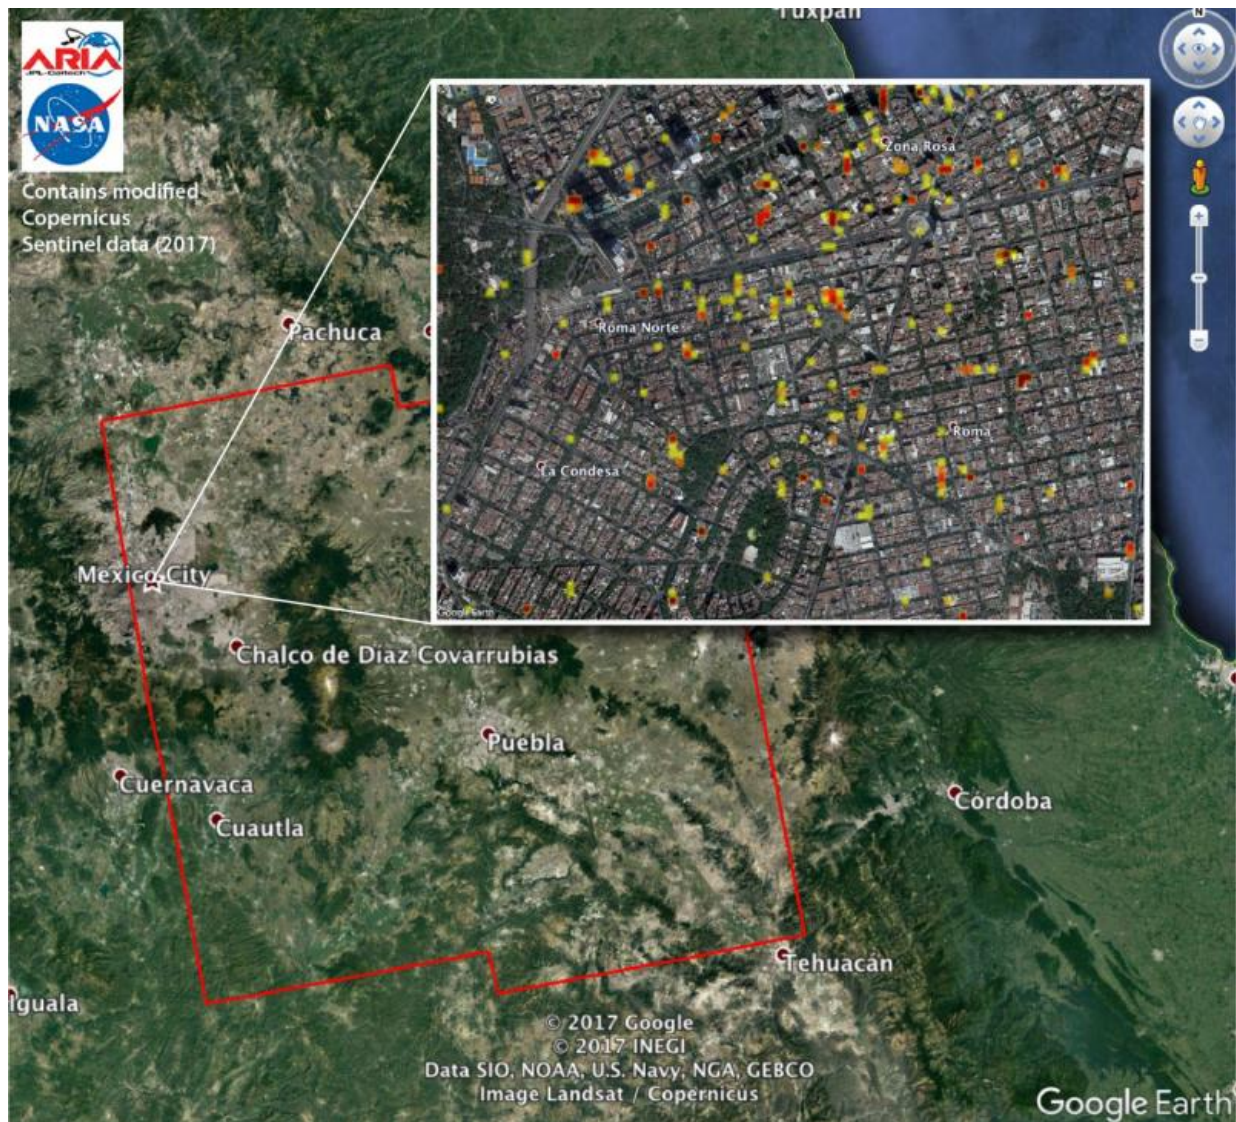 Tuxpan
N
ARIA
JPL-Caltech
NASA
Contains modified
Copernicus
Sentinel data (2017)
Zona Rosa
Pachuca
Roma Norte
Roma
La Condesa
Mexico City
Google Earth
Chalco de Díaz Covarrubias
Puebla
Cuernavaca
Córdoba
Cuautla
Tehuacán
Iguala
© 2017 Google
© 2017 INEGI
Data SIO, NOAA, U.S. Navy, NGA, GEBCO
Image Landsat / Copernicus
Google Earth